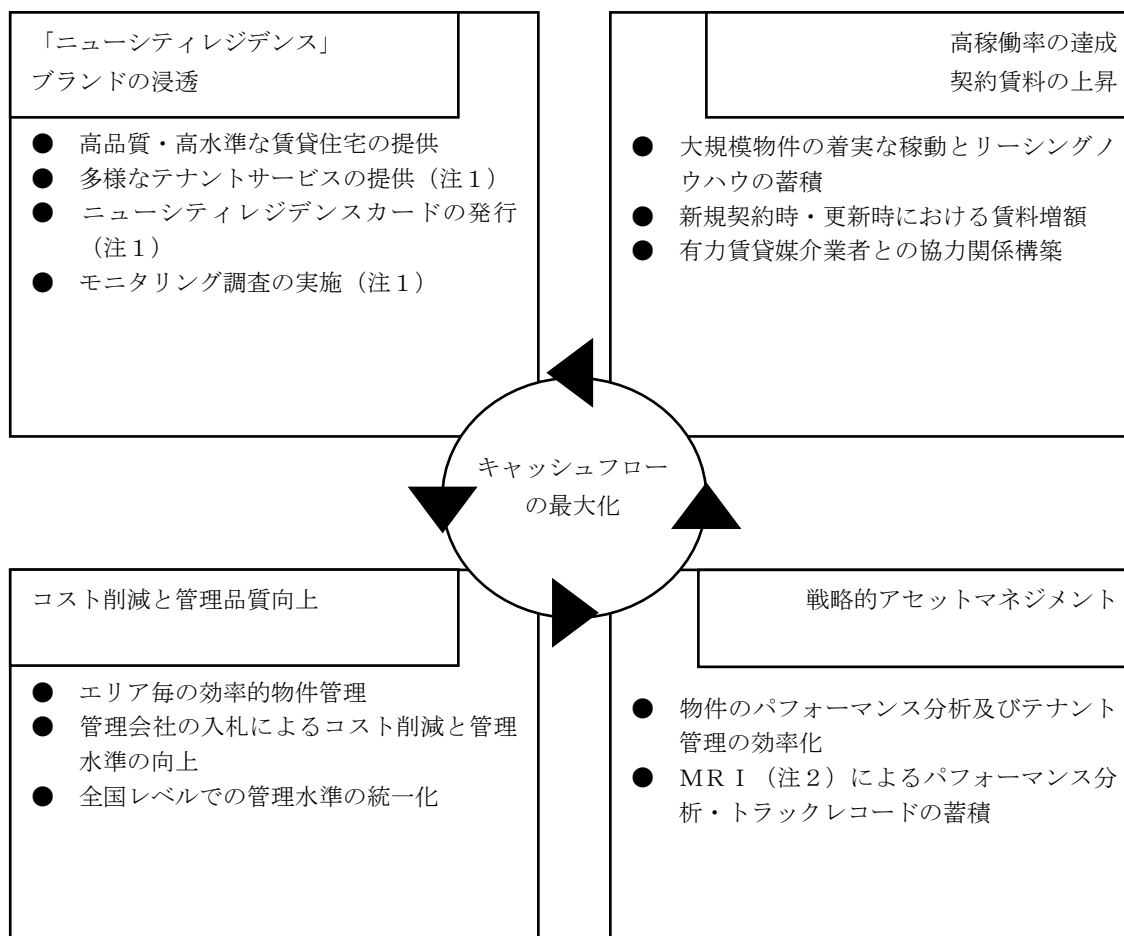 「ニューシティレジデンス」
ブランドの浸透
● 高品質・高水準な賃貸住宅の提供
● 多様なテナントサービスの提供（注１）
● ニューシティレジデンスカードの発行
（注１）
● モニタリング調査の実施（注１）
高稼働率の達成
契約賃料の上昇
● 大規模物件の着実な稼動とリーシングノ
ウハウの蓄積
● 新規契約時・更新時における賃料増額
● 有力賃貸媒介業者との協力関係構築
キャッシュフロー
の最大化
コスト削減と管理品質向上
● エリア毎の効率的物件管理
● 管理会社の入札によるコスト削減と管理
水準の向上
● 全国レベルでの管理水準の統一化
戦略的アセットマネジメント
● 物件のパフォーマンス分析及びテナント
管理の効率化
● ＭＲＩ（注２）によるパフォーマンス分
析・トラックレコードの蓄積